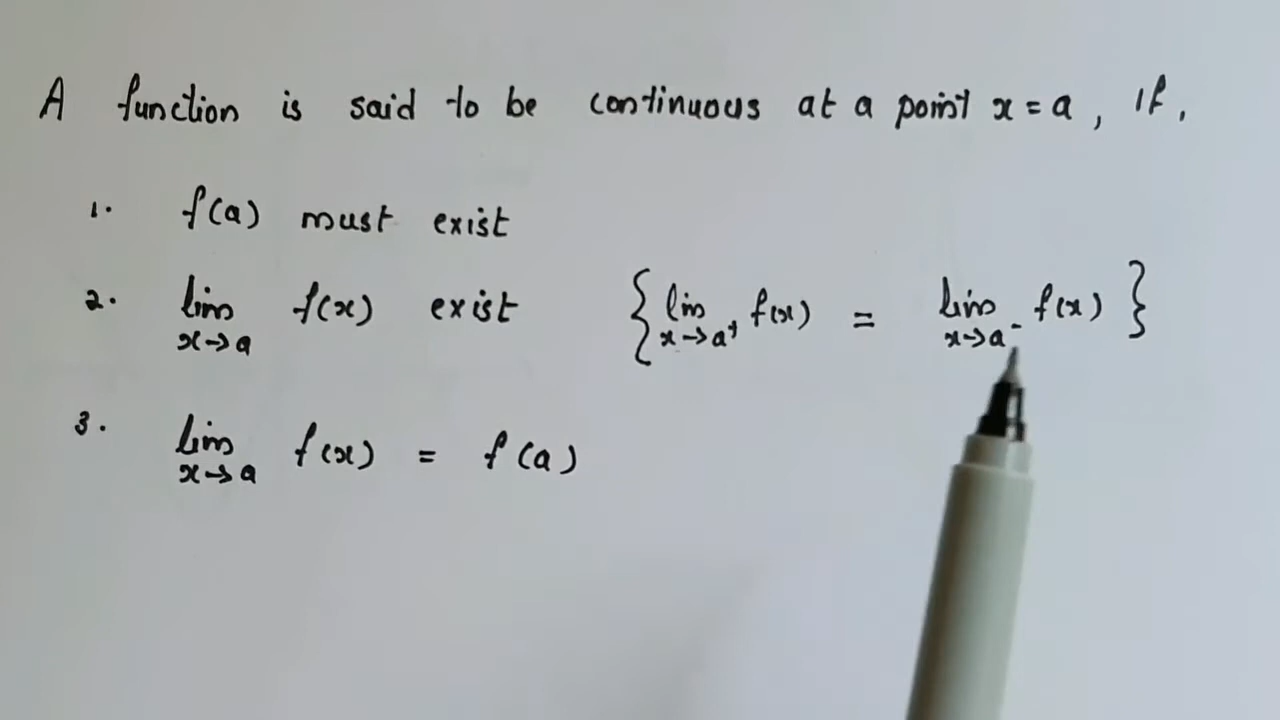 A function is said to be continuous at a point x = a, if,
1. f(a) must exist
2. lim x→a f(x) exist { lim x→a⁺ f(x) = lim x→a⁻ f(x) }
3. lim x→a f(x) = f(a)